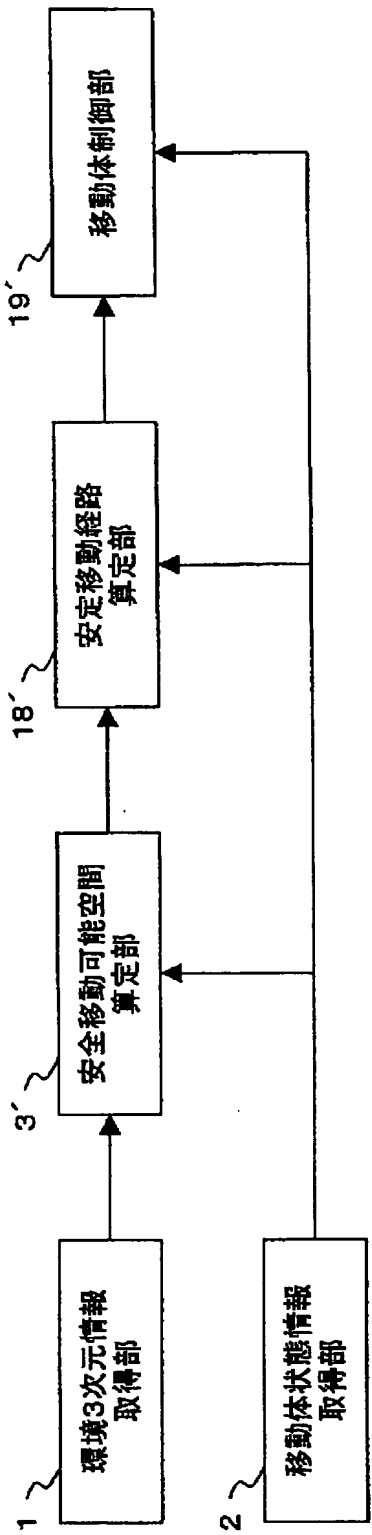 1
環境3次元情報
取得部
2
移動体状態情報
取得部
3´
安全移動可能空間
算定部
18´
安定移動経路
算定部
19´
移動体制御部